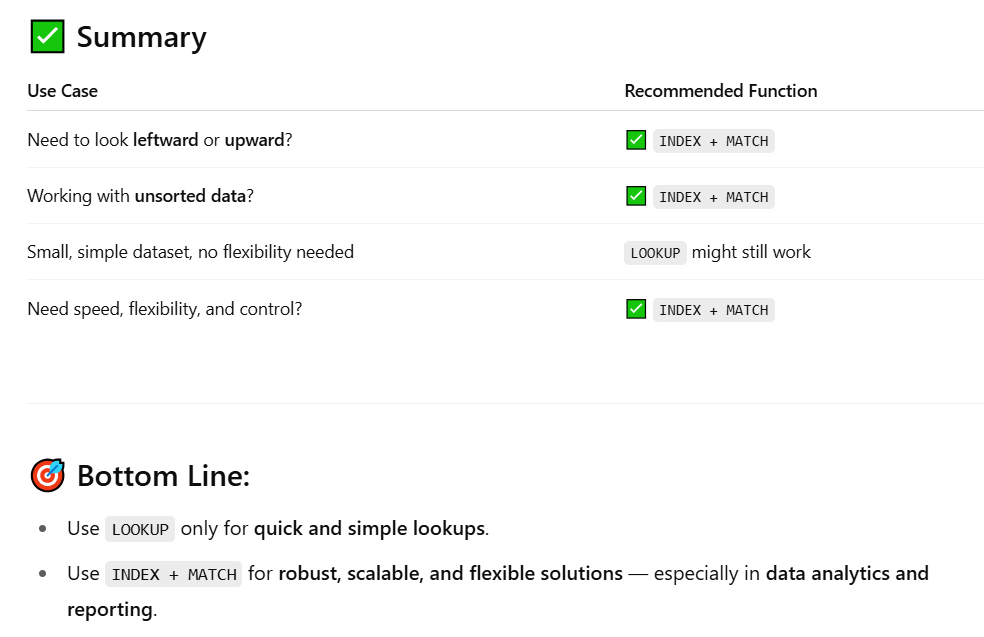 ✅ Summary
Use Case Recommended Function
Need to look leftward or upward? ✅ INDEX + MATCH
Working with unsorted data? ✅ INDEX + MATCH
Small, simple dataset, no flexibility needed LOOKUP might still work
Need speed, flexibility, and control? ✅ INDEX + MATCH
🎯 Bottom Line:
• Use LOOKUP only for quick and simple lookups.
• Use INDEX + MATCH for robust, scalable, and flexible solutions — especially in data analytics and
reporting.